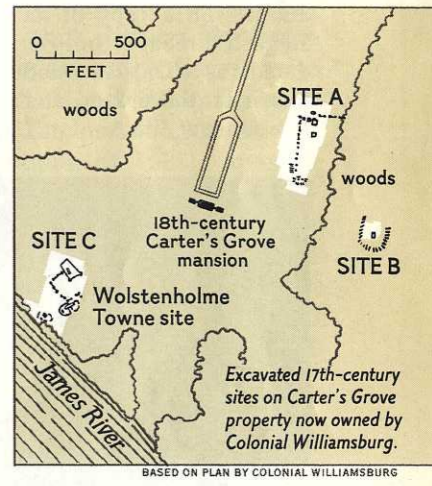 0 500
FEET
woods
SITE A
woods
18th-century
Carter's Grove
mansion
SITE B
SITE C
Wolstenholme
Towne site
James River
Excavated 17th-century
sites on Carter's Grove
property now owned by
Colonial Williamsburg.
BASED ON PLAN BY COLONIAL WILLIAMSBURG